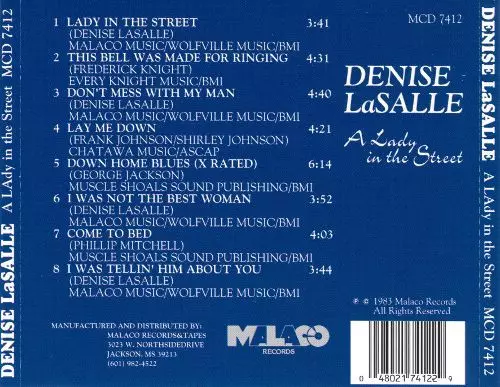 DENISE LaSALLE A LAdy in the Street MCD 7412
1 LADY IN THE STREET 3:41
(DENISE LASALLE)
MALACO MUSIC/WOLFVILLE MUSIC/BMI
2 THIS BELL WAS MADE FOR RINGING 4:31
(FREDERICK KNIGHT)
EVERY KNIGHT MUSIC/BMI
3 DON'T MESS WITH MY MAN 4:40
(DENISE LASALLE)
MALACO MUSIC/WOLFVILLE MUSIC/BMI
4 LAY ME DOWN 4:21
(FRANK JOHNSON/SHIRLEY JOHNSON)
CHATAWA MUSIC/ASCAP
5 DOWN HOME BLUES (X RATED) 6:14
(GEORGE JACKSON)
MUSCLE SHOALS SOUND PUBLISHING/BMI
6 I WAS NOT THE BEST WOMAN 3:52
(DENISE LASALLE)
MALACO MUSIC/WOLFVILLE MUSIC/BMI
7 COME TO BED 4:03
(PHILLIP MITCHELL)
MUSCLE SHOALS SOUND PUBLISHING/BMI
8 I WAS TELLIN' HIM ABOUT YOU 3:44
(DENISE LASALLE)
MALACO MUSIC/WOLFVILLE MUSIC/BMI
MCD 7412
DENISE
LaSALLE
A Lady
in the Street
MANUFACTURED AND DISTRIBUTED BY:
MALACO RECORDS&TAPES
3023 W. NORTHSIDEDRIVE
JACKSON, MS 39213
(601) 982-4522
MALACO
RECORDS
℗ © 1983 Malaco Records
All Rights Reserved
0 48021 74122 9
DENISE LaSALLE A LAdy in the Street MCD 7412